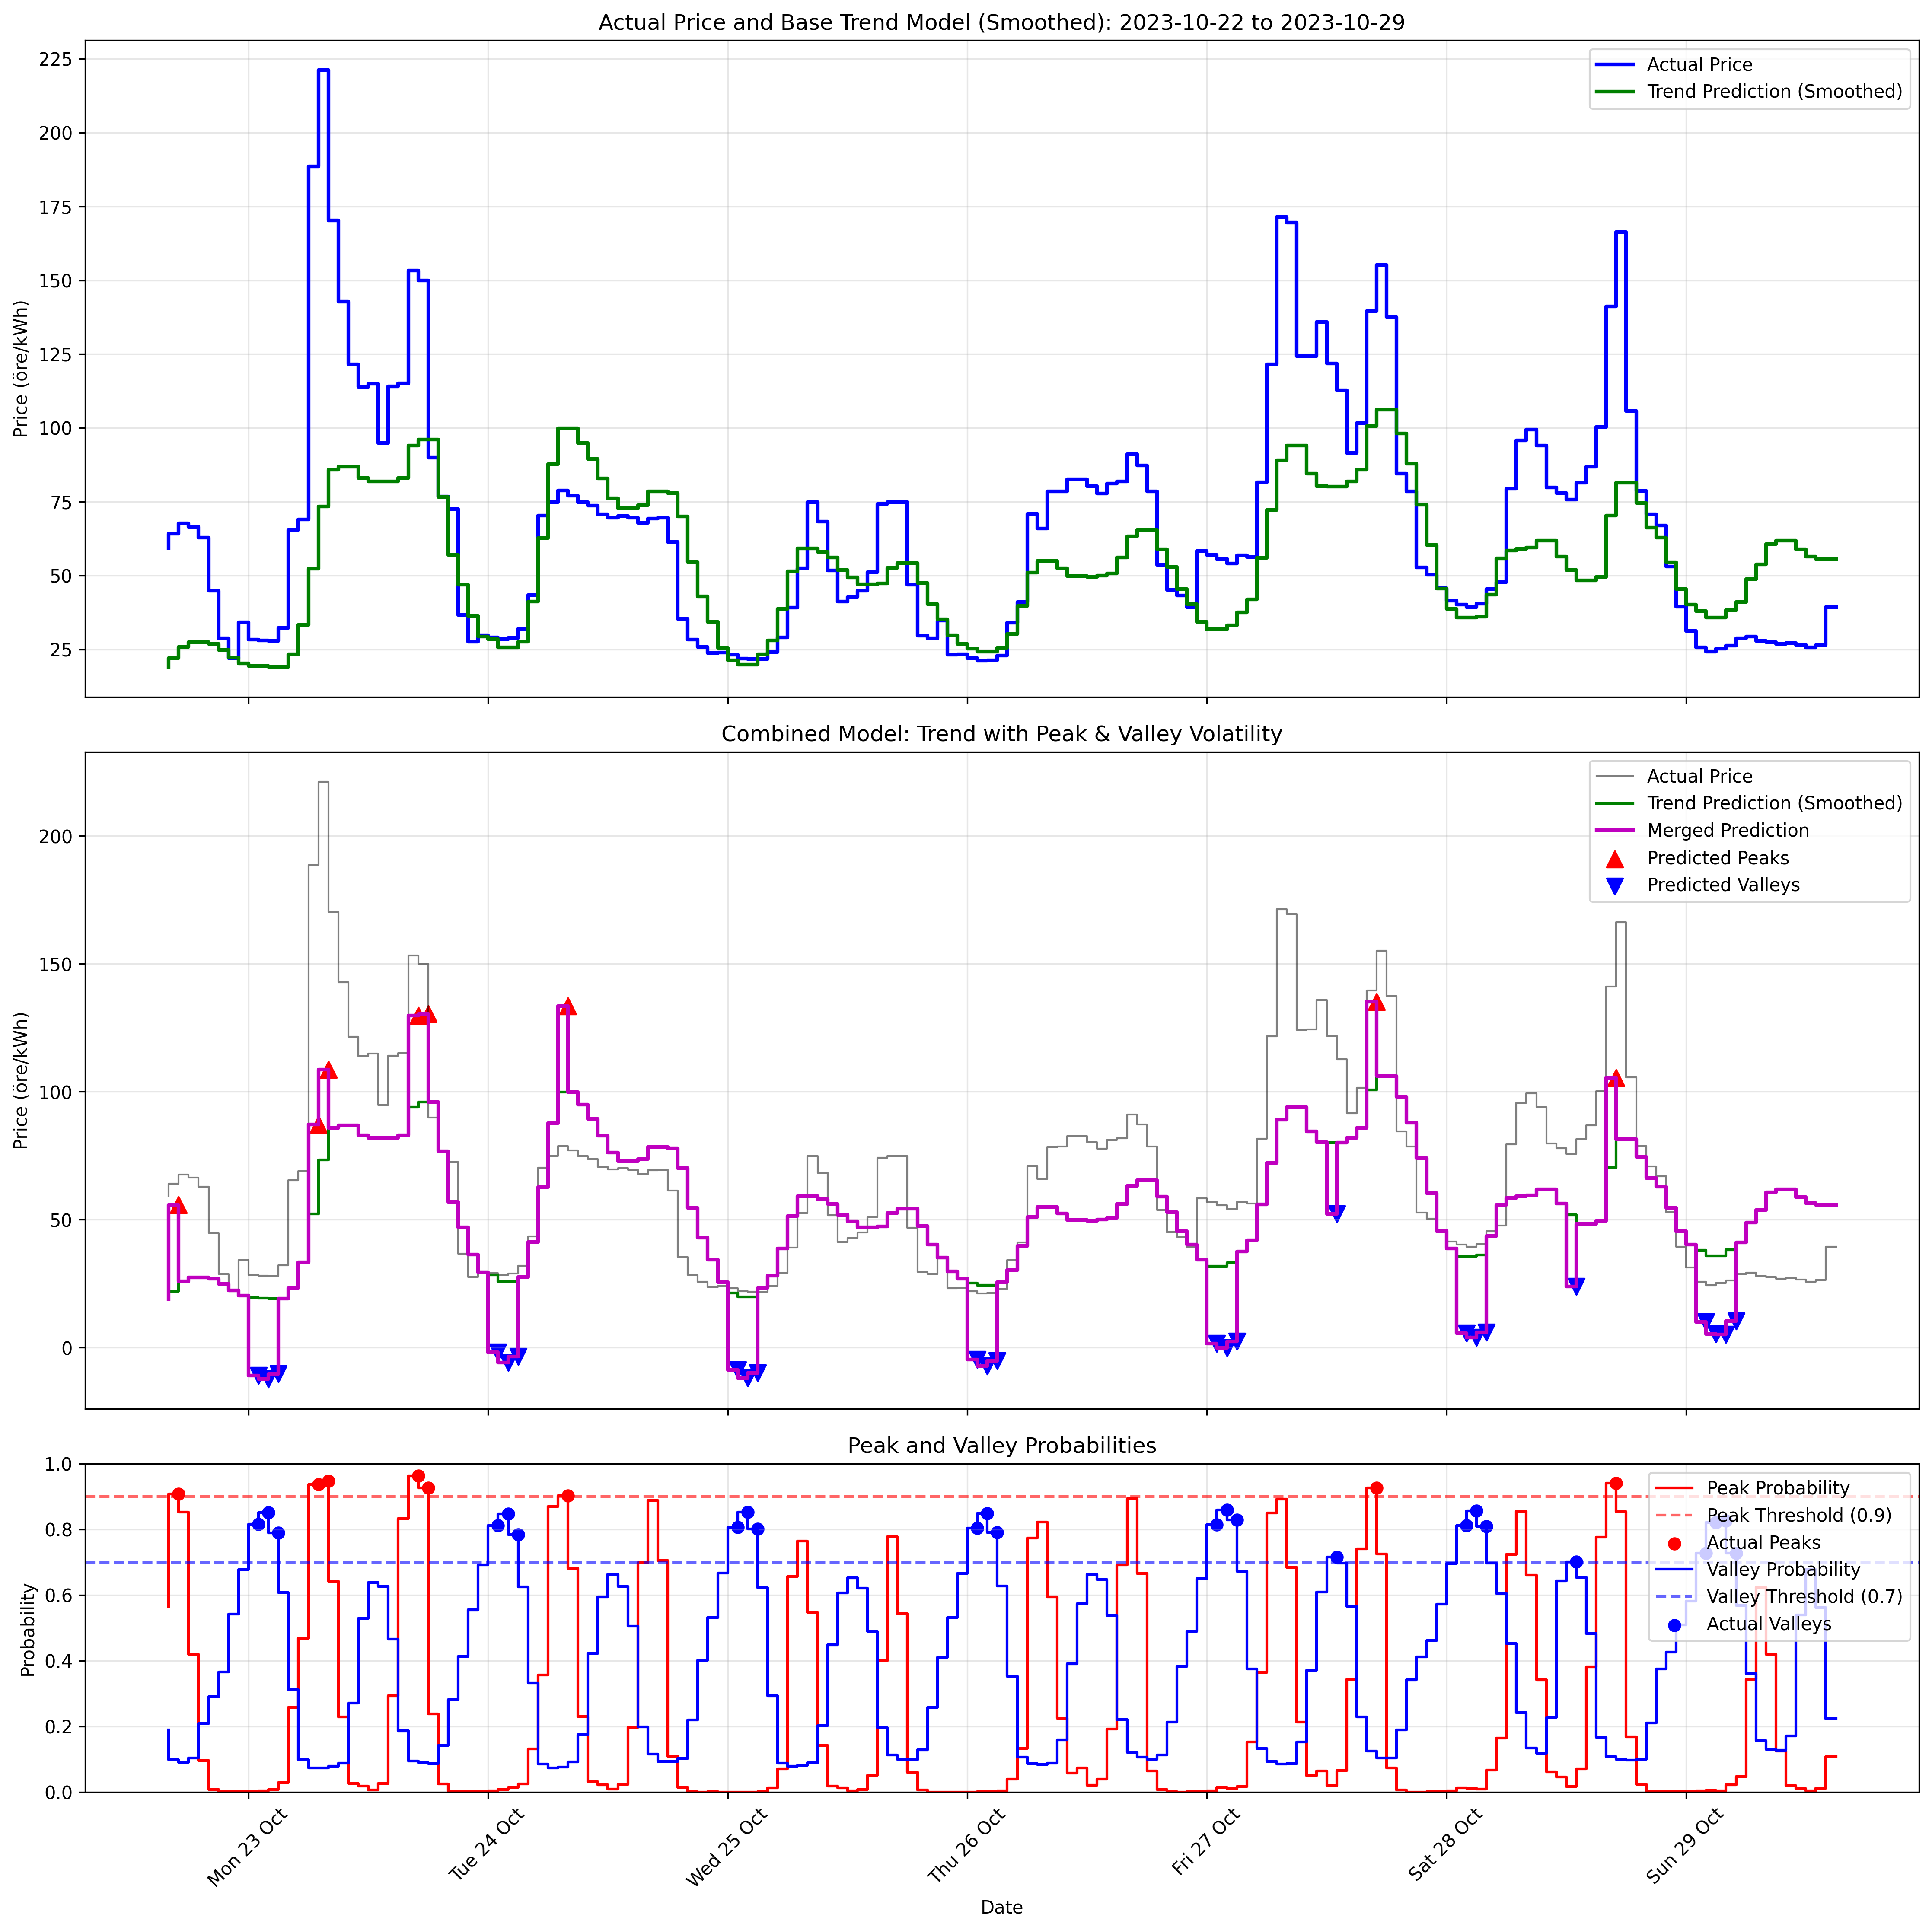 Actual Price and Base Trend Model (Smoothed): 2023-10-22 to 2023-10-29
Price (öre/kWh)
225
200
175
150
125
100
75
50
25
Actual Price
Trend Prediction (Smoothed)
Combined Model: Trend with Peak & Valley Volatility
Price (öre/kWh)
200
150
100
50
0
Actual Price
Trend Prediction (Smoothed)
Merged Prediction
Predicted Peaks
Predicted Valleys
Peak and Valley Probabilities
Probability
1.0
0.8
0.6
0.4
0.2
0.0
Peak Probability
Peak Threshold (0.9)
Actual Peaks
Valley Probability
Valley Threshold (0.7)
Actual Valleys
Mon 23 Oct
Tue 24 Oct
Wed 25 Oct
Thu 26 Oct
Fri 27 Oct
Sat 28 Oct
Sun 29 Oct
Date